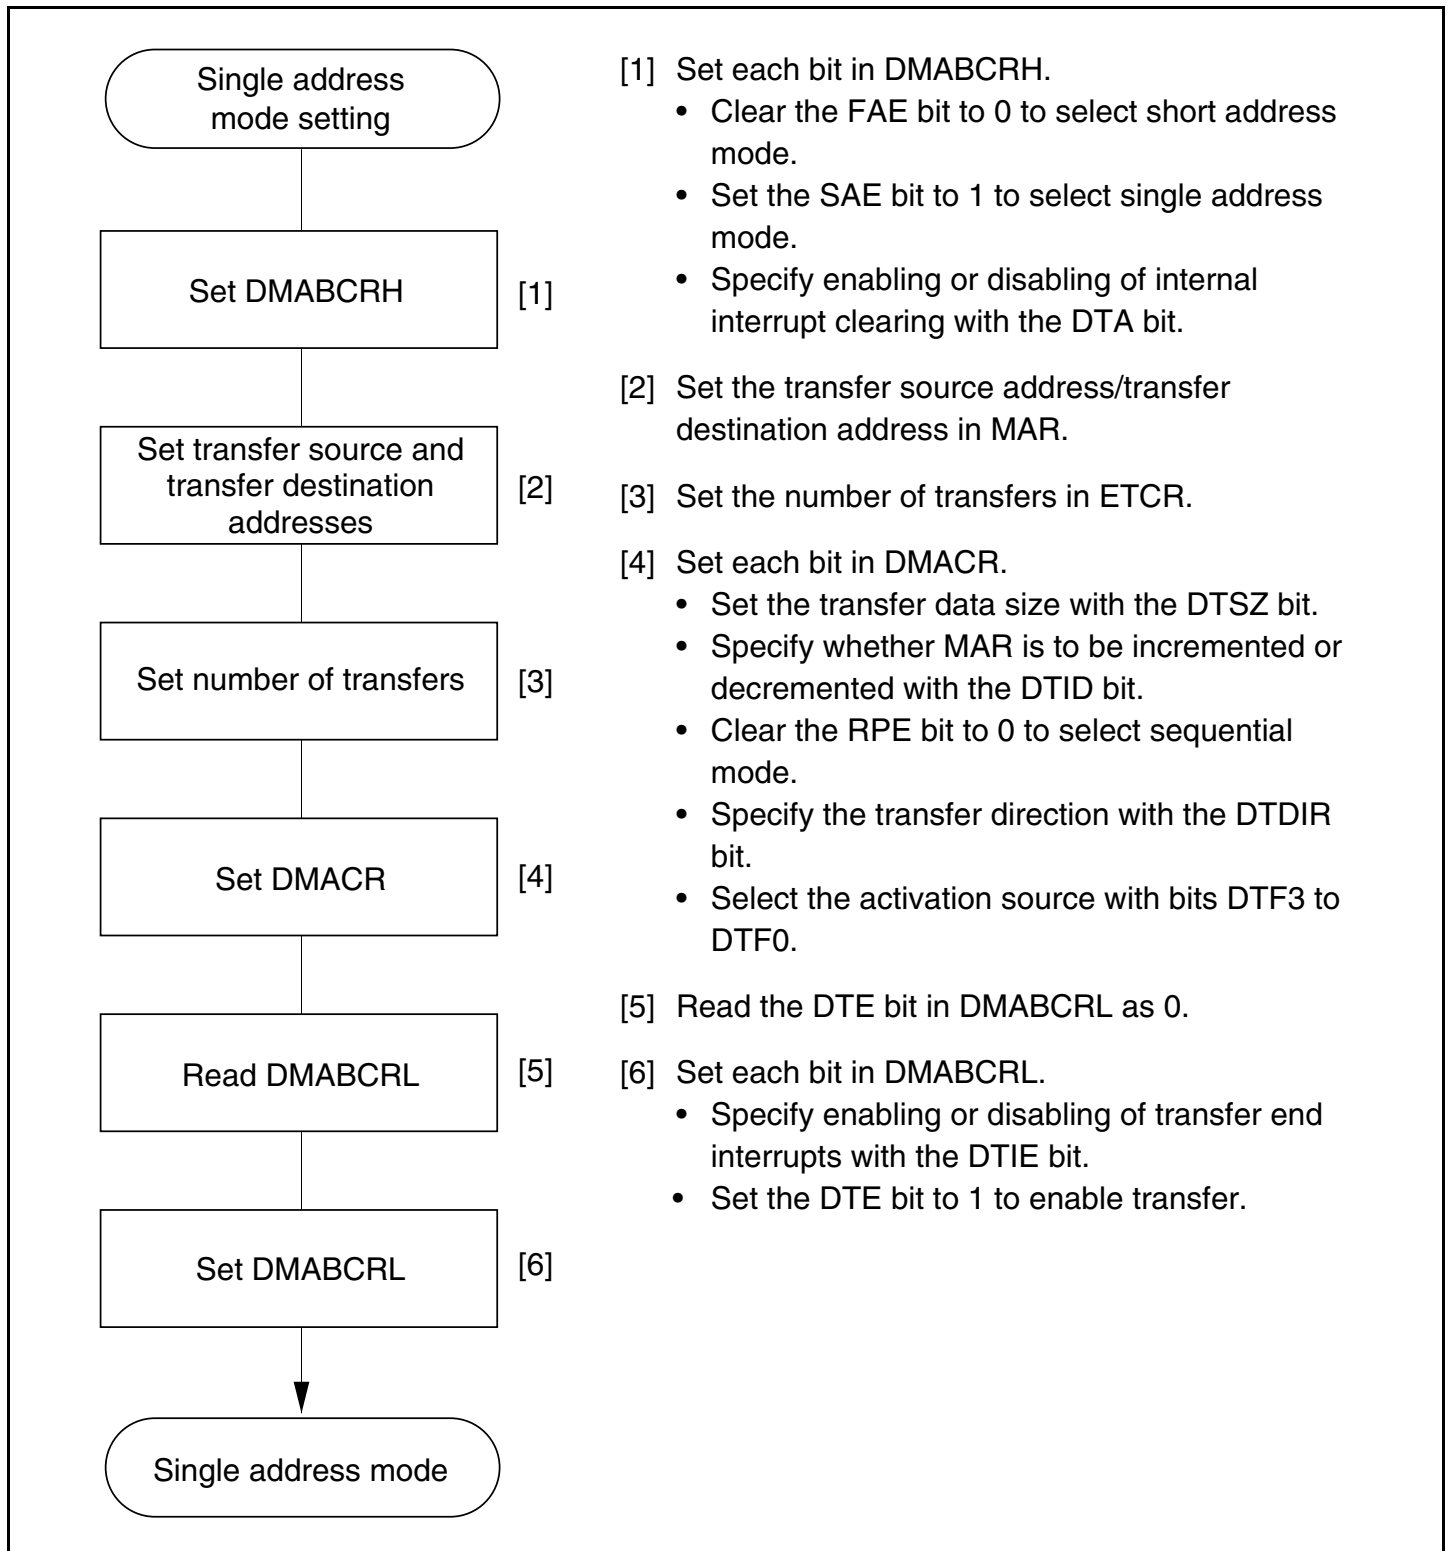 Single address
mode setting
Set DMABCRH
[1]
Set transfer source and
transfer destination
addresses
[2]
Set number of transfers
[3]
Set DMACR
[4]
Read DMABCRL
[5]
Set DMABCRL
[6]
Single address mode
[1] Set each bit in DMABCRH.
• Clear the FAE bit to 0 to select short address
mode.
• Set the SAE bit to 1 to select single address
mode.
• Specify enabling or disabling of internal
interrupt clearing with the DTA bit.
[2] Set the transfer source address/transfer
destination address in MAR.
[3] Set the number of transfers in ETCR.
[4] Set each bit in DMACR.
• Set the transfer data size with the DTSZ bit.
• Specify whether MAR is to be incremented or
decremented with the DTID bit.
• Clear the RPE bit to 0 to select sequential
mode.
• Specify the transfer direction with the DTDIR
bit.
• Select the activation source with bits DTF3 to
DTF0.
[5] Read the DTE bit in DMABCRL as 0.
[6] Set each bit in DMABCRL.
• Specify enabling or disabling of transfer end
interrupts with the DTIE bit.
• Set the DTE bit to 1 to enable transfer.